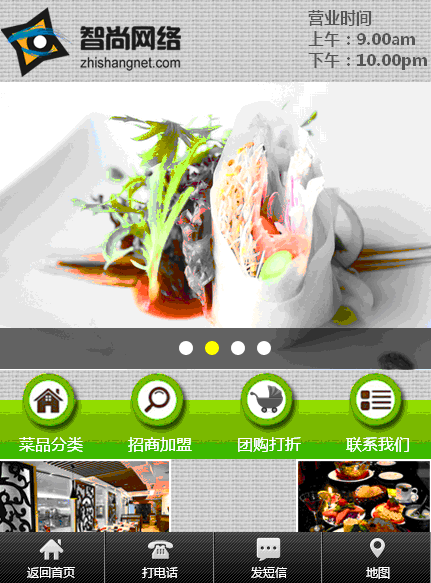 智尚网络
zhishangnet.com
营业时间
上午：9.00am
下午：10.00pm
菜品分类 招商加盟 团购打折 联系我们
返回首页 打电话 发短信 地图